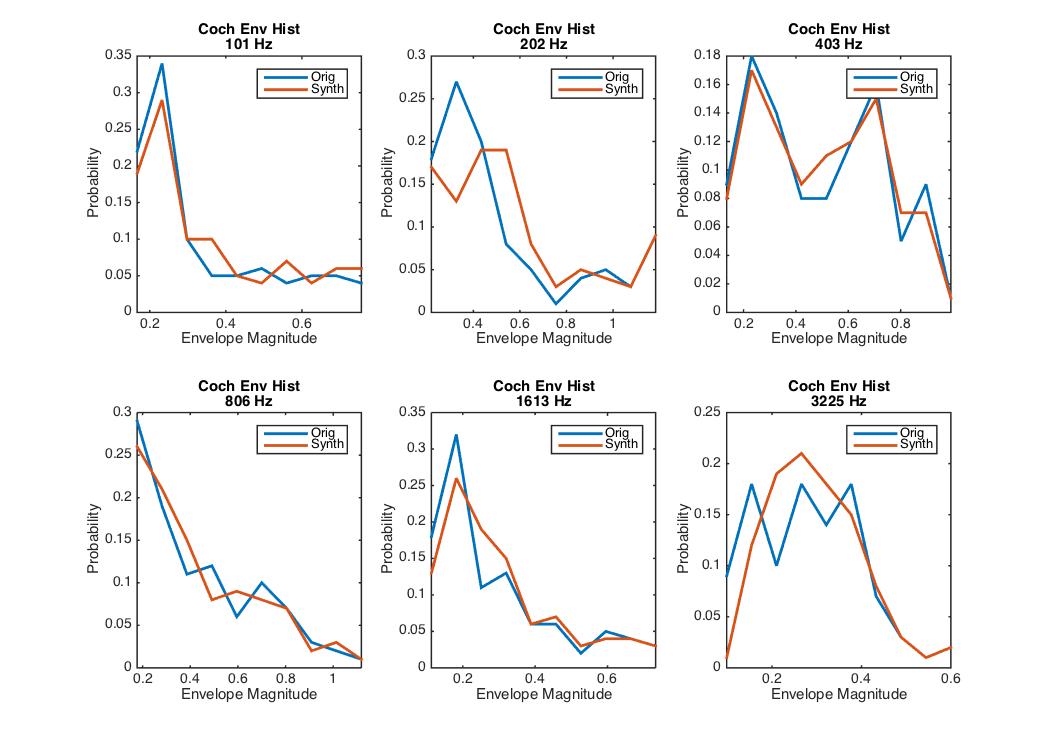 Coch Env Hist
101 Hz
0.35
0.3
0.25
0.2
0.15
0.1
0.05
0
Probability
Orig
Synth
0.2 0.4 0.6
Envelope Magnitude
Coch Env Hist
202 Hz
0.3
0.25
0.2
0.15
0.1
0.05
0
Probability
Orig
Synth
0.4 0.6 0.8 1
Envelope Magnitude
Coch Env Hist
403 Hz
0.18
0.16
0.14
0.12
0.1
0.08
0.06
0.04
0.02
0
Probability
Orig
Synth
0.2 0.4 0.6 0.8
Envelope Magnitude
Coch Env Hist
806 Hz
0.3
0.25
0.2
0.15
0.1
0.05
0
Probability
Orig
Synth
0.2 0.4 0.6 0.8 1
Envelope Magnitude
Coch Env Hist
1613 Hz
0.35
0.3
0.25
0.2
0.15
0.1
0.05
0
Probability
Orig
Synth
0.2 0.4 0.6
Envelope Magnitude
Coch Env Hist
3225 Hz
0.25
0.2
0.15
0.1
0.05
0
Probability
Orig
Synth
0.2 0.4 0.6
Envelope Magnitude